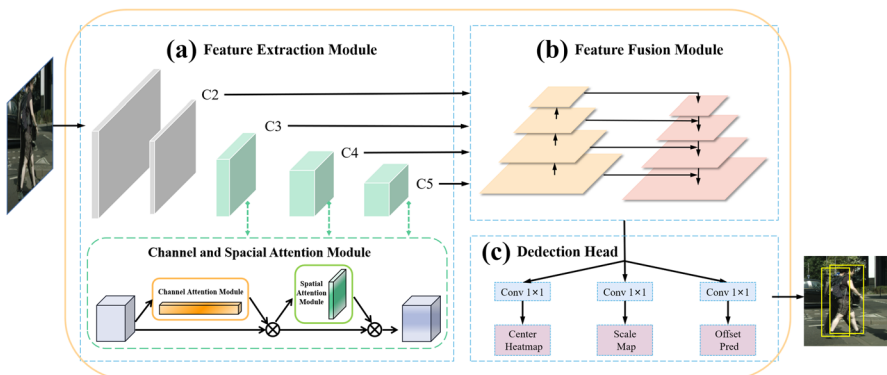 (a) Feature Extraction Module
C2
C3
C4
C5
Channel and Spacial Attention Module
Channel Attention Module
Spatial
Attention
Module
(b) Feature Fusion Module
(c) Dedection Head
Conv 1×1
Conv 1×1
Conv 1×1
Center
Heatmap
Scale
Map
Offset
Pred